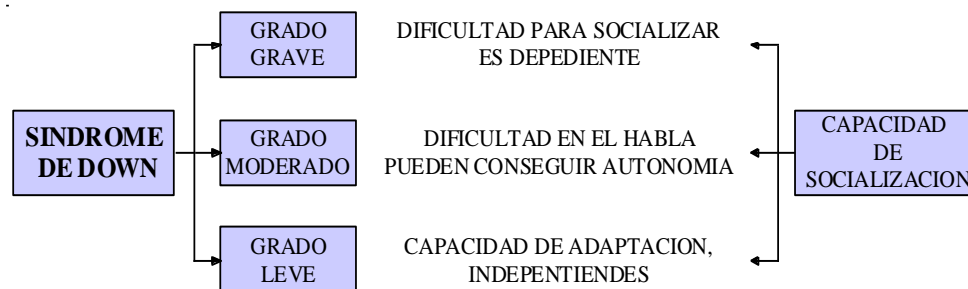 SINDROME
DE DOWN
GRADO
GRAVE
DIFICULTAD PARA SOCIALIZAR
ES DEPEDIENTE
GRADO
MODERADO
DIFICULTAD EN EL HABLA
PUEDEN CONSEGUIR AUTONOMIA
GRADO
LEVE
CAPACIDAD DE ADAPTACION,
INDEPENTIENDES
CAPACIDAD
DE
SOCIALIZACION